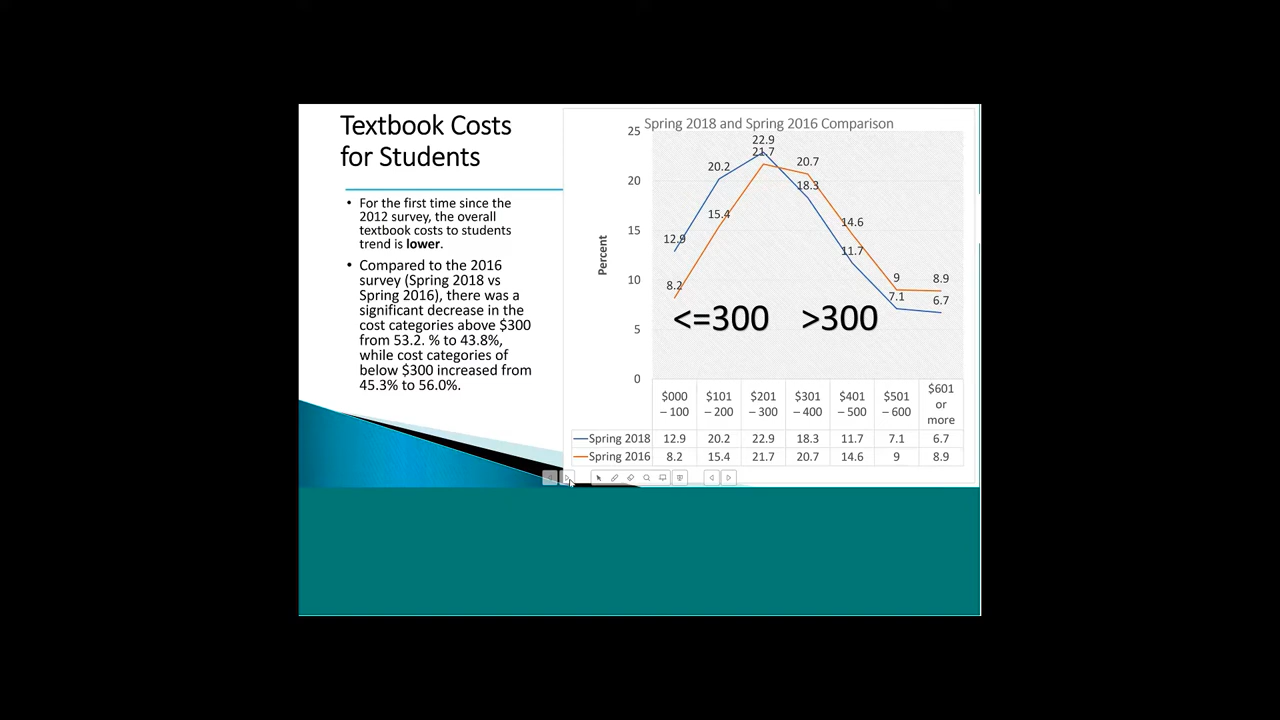 Textbook Costs
for Students
• For the first time since the
2012 survey, the overall
textbook costs to students
trend is lower.
• Compared to the 2016
survey (Spring 2018 vs
Spring 2016), there was a
significant decrease in the
cost categories above $300
from 53.2. % to 43.8%,
while cost categories of
below $300 increased from
45.3% to 56.0%.
Spring 2018 and Spring 2016 Comparison
Percent
25
20
15
10
5
0
12.9
20.2
22.9
18.3
11.7
7.1
6.7
8.2
15.4
21.7
20.7
14.6
9
8.9
<=300 >300
$000 $101 $201 $301 $401 $501 $601
– 100 – 200 – 300 – 400 – 500 – 600 or
more
Spring 2018 12.9 20.2 22.9 18.3 11.7 7.1 6.7
Spring 2016 8.2 15.4 21.7 20.7 14.6 9 8.9